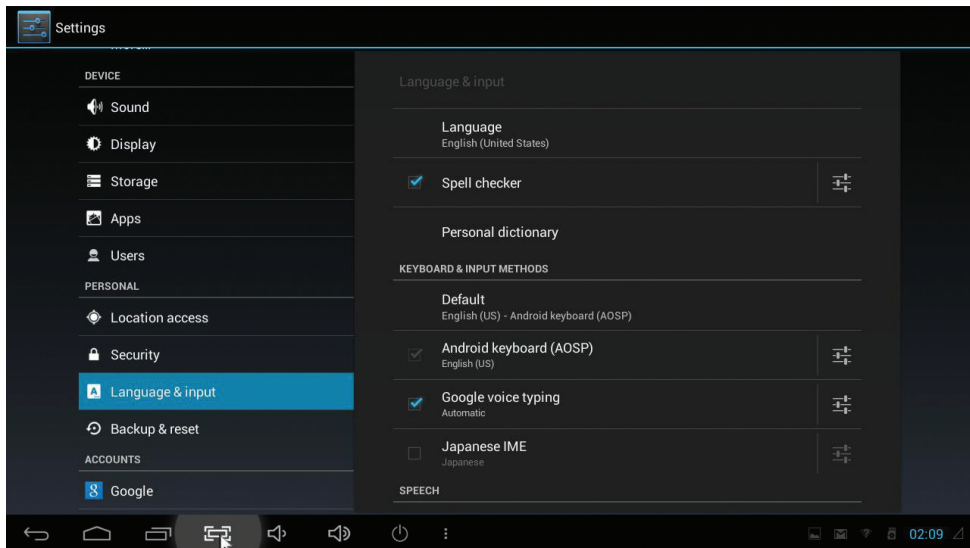 Settings
DEVICE
Sound
Display
Storage
Apps
Users
PERSONAL
Location access
Security
Language & input
Backup & reset
ACCOUNTS
Google
Language & input
Language
English (United States)
Spell checker
Personal dictionary
KEYBOARD & INPUT METHODS
Default
English (US) - Android keyboard (AOSP)
Android keyboard (AOSP)
English (US)
Google voice typing
Automatic
Japanese IME
Japanese
SPEECH
02:09